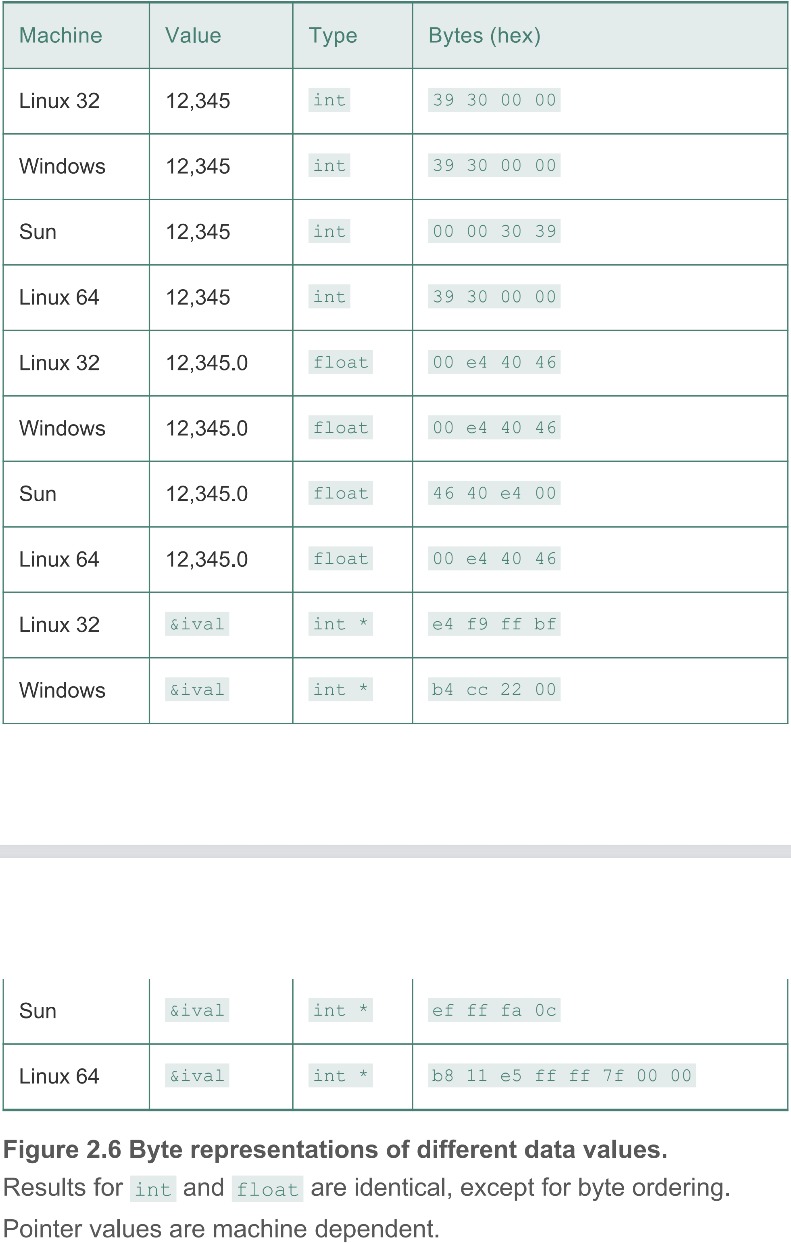 Machine Value Type Bytes (hex)
Linux 32 12,345 int 39 30 00 00
Windows 12,345 int 39 30 00 00
Sun 12,345 int 00 00 30 39
Linux 64 12,345 int 39 30 00 00
Linux 32 12,345.0 float 00 e4 40 46
Windows 12,345.0 float 00 e4 40 46
Sun 12,345.0 float 46 40 e4 00
Linux 64 12,345.0 float 00 e4 40 46
Linux 32 &ival int * e4 f9 ff bf
Windows &ival int * b4 cc 22 00
Sun &ival int * ef ff fa 0c
Linux 64 &ival int * b8 11 e5 ff ff 7f 00 00
Figure 2.6 Byte representations of different data values.
Results for int and float are identical, except for byte ordering.
Pointer values are machine dependent.